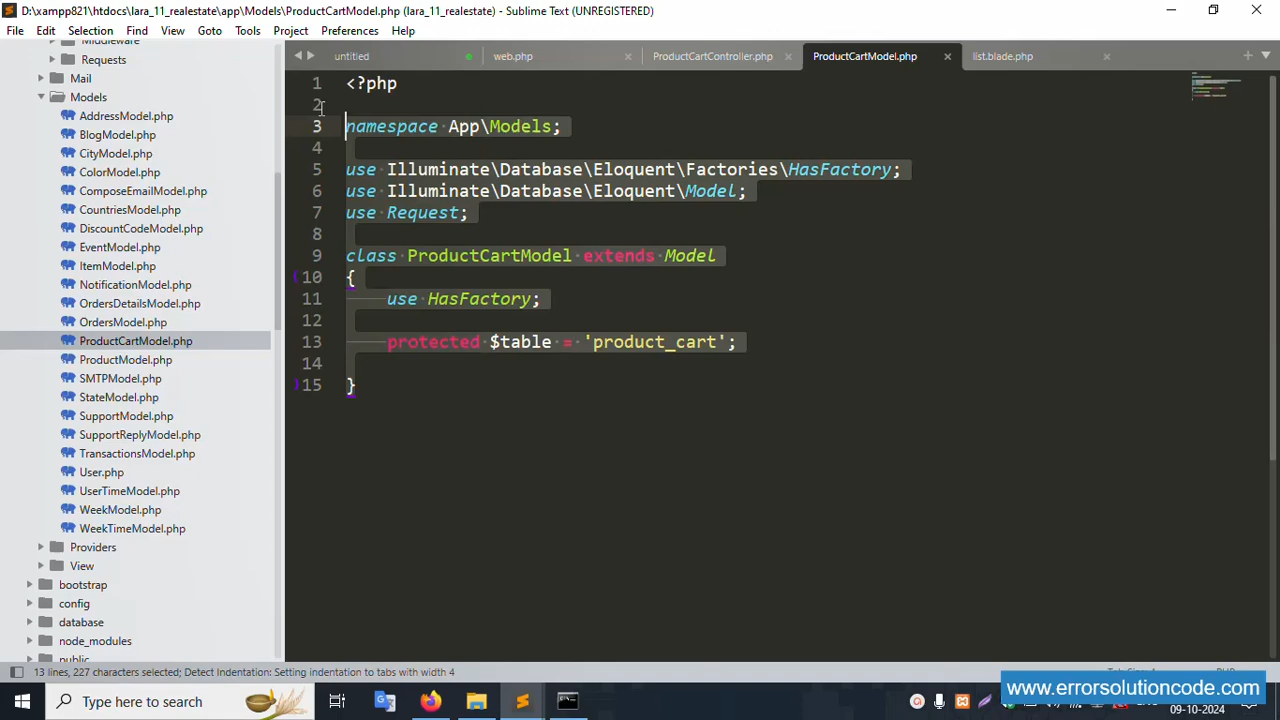 D:\xampp821\htdocs\lara_11_realestate\app\Models\ProductCartModel.php (lara_11_realestate) - Sublime Text (UNREGISTERED)
File Edit Selection Find View Goto Tools Project Preferences Help
untitled web.php ProductCartController.php ProductCartModel.php list.blade.php
Middleware
Requests
Mail
Models
AddressModel.php
BlogModel.php
CityModel.php
ColorModel.php
ComposeEmailModel.php
CountriesModel.php
DiscountCodeModel.php
EventModel.php
ItemModel.php
NotificationModel.php
OrdersDetailsModel.php
OrdersModel.php
ProductCartModel.php
ProductModel.php
SMTPModel.php
StateModel.php
SupportModel.php
SupportReplyModel.php
TransactionsModel.php
User.php
UserTimeModel.php
WeekModel.php
WeekTimeModel.php
Providers
View
bootstrap
config
database
node_modules
public
1 <?php
2
3 namespace App\Models;
4
5 use Illuminate\Database\Eloquent\Factories\HasFactory;
6 use Illuminate\Database\Eloquent\Model;
7 use Request;
8
9 class ProductCartModel extends Model
10 {
11 use HasFactory;
12
13 protected $table = 'product_cart';
14
15 }
13 lines, 227 characters selected; Detect Indentation: Setting indentation to tabs with width 4
www.errorsolutioncode.com
Type here to search
09-10-2024